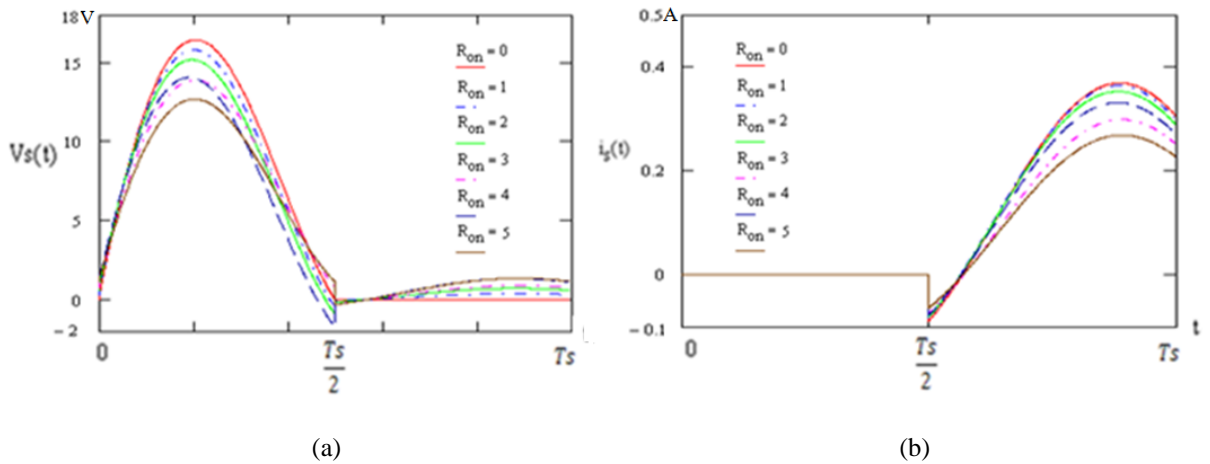 18 V
15
10
5
0
− 2
Vs(t)
R_on = 0
R_on = 1
R_on = 2
R_on = 3
R_on = 4
R_on = 5
0
Ts
2
Ts
(a)
0.5 A
0.4
0.2
0
− 0.1
i_s(t)
R_on = 0
R_on = 1
R_on = 2
R_on = 3
R_on = 4
R_on = 5
t
0
Ts
2
Ts
(b)